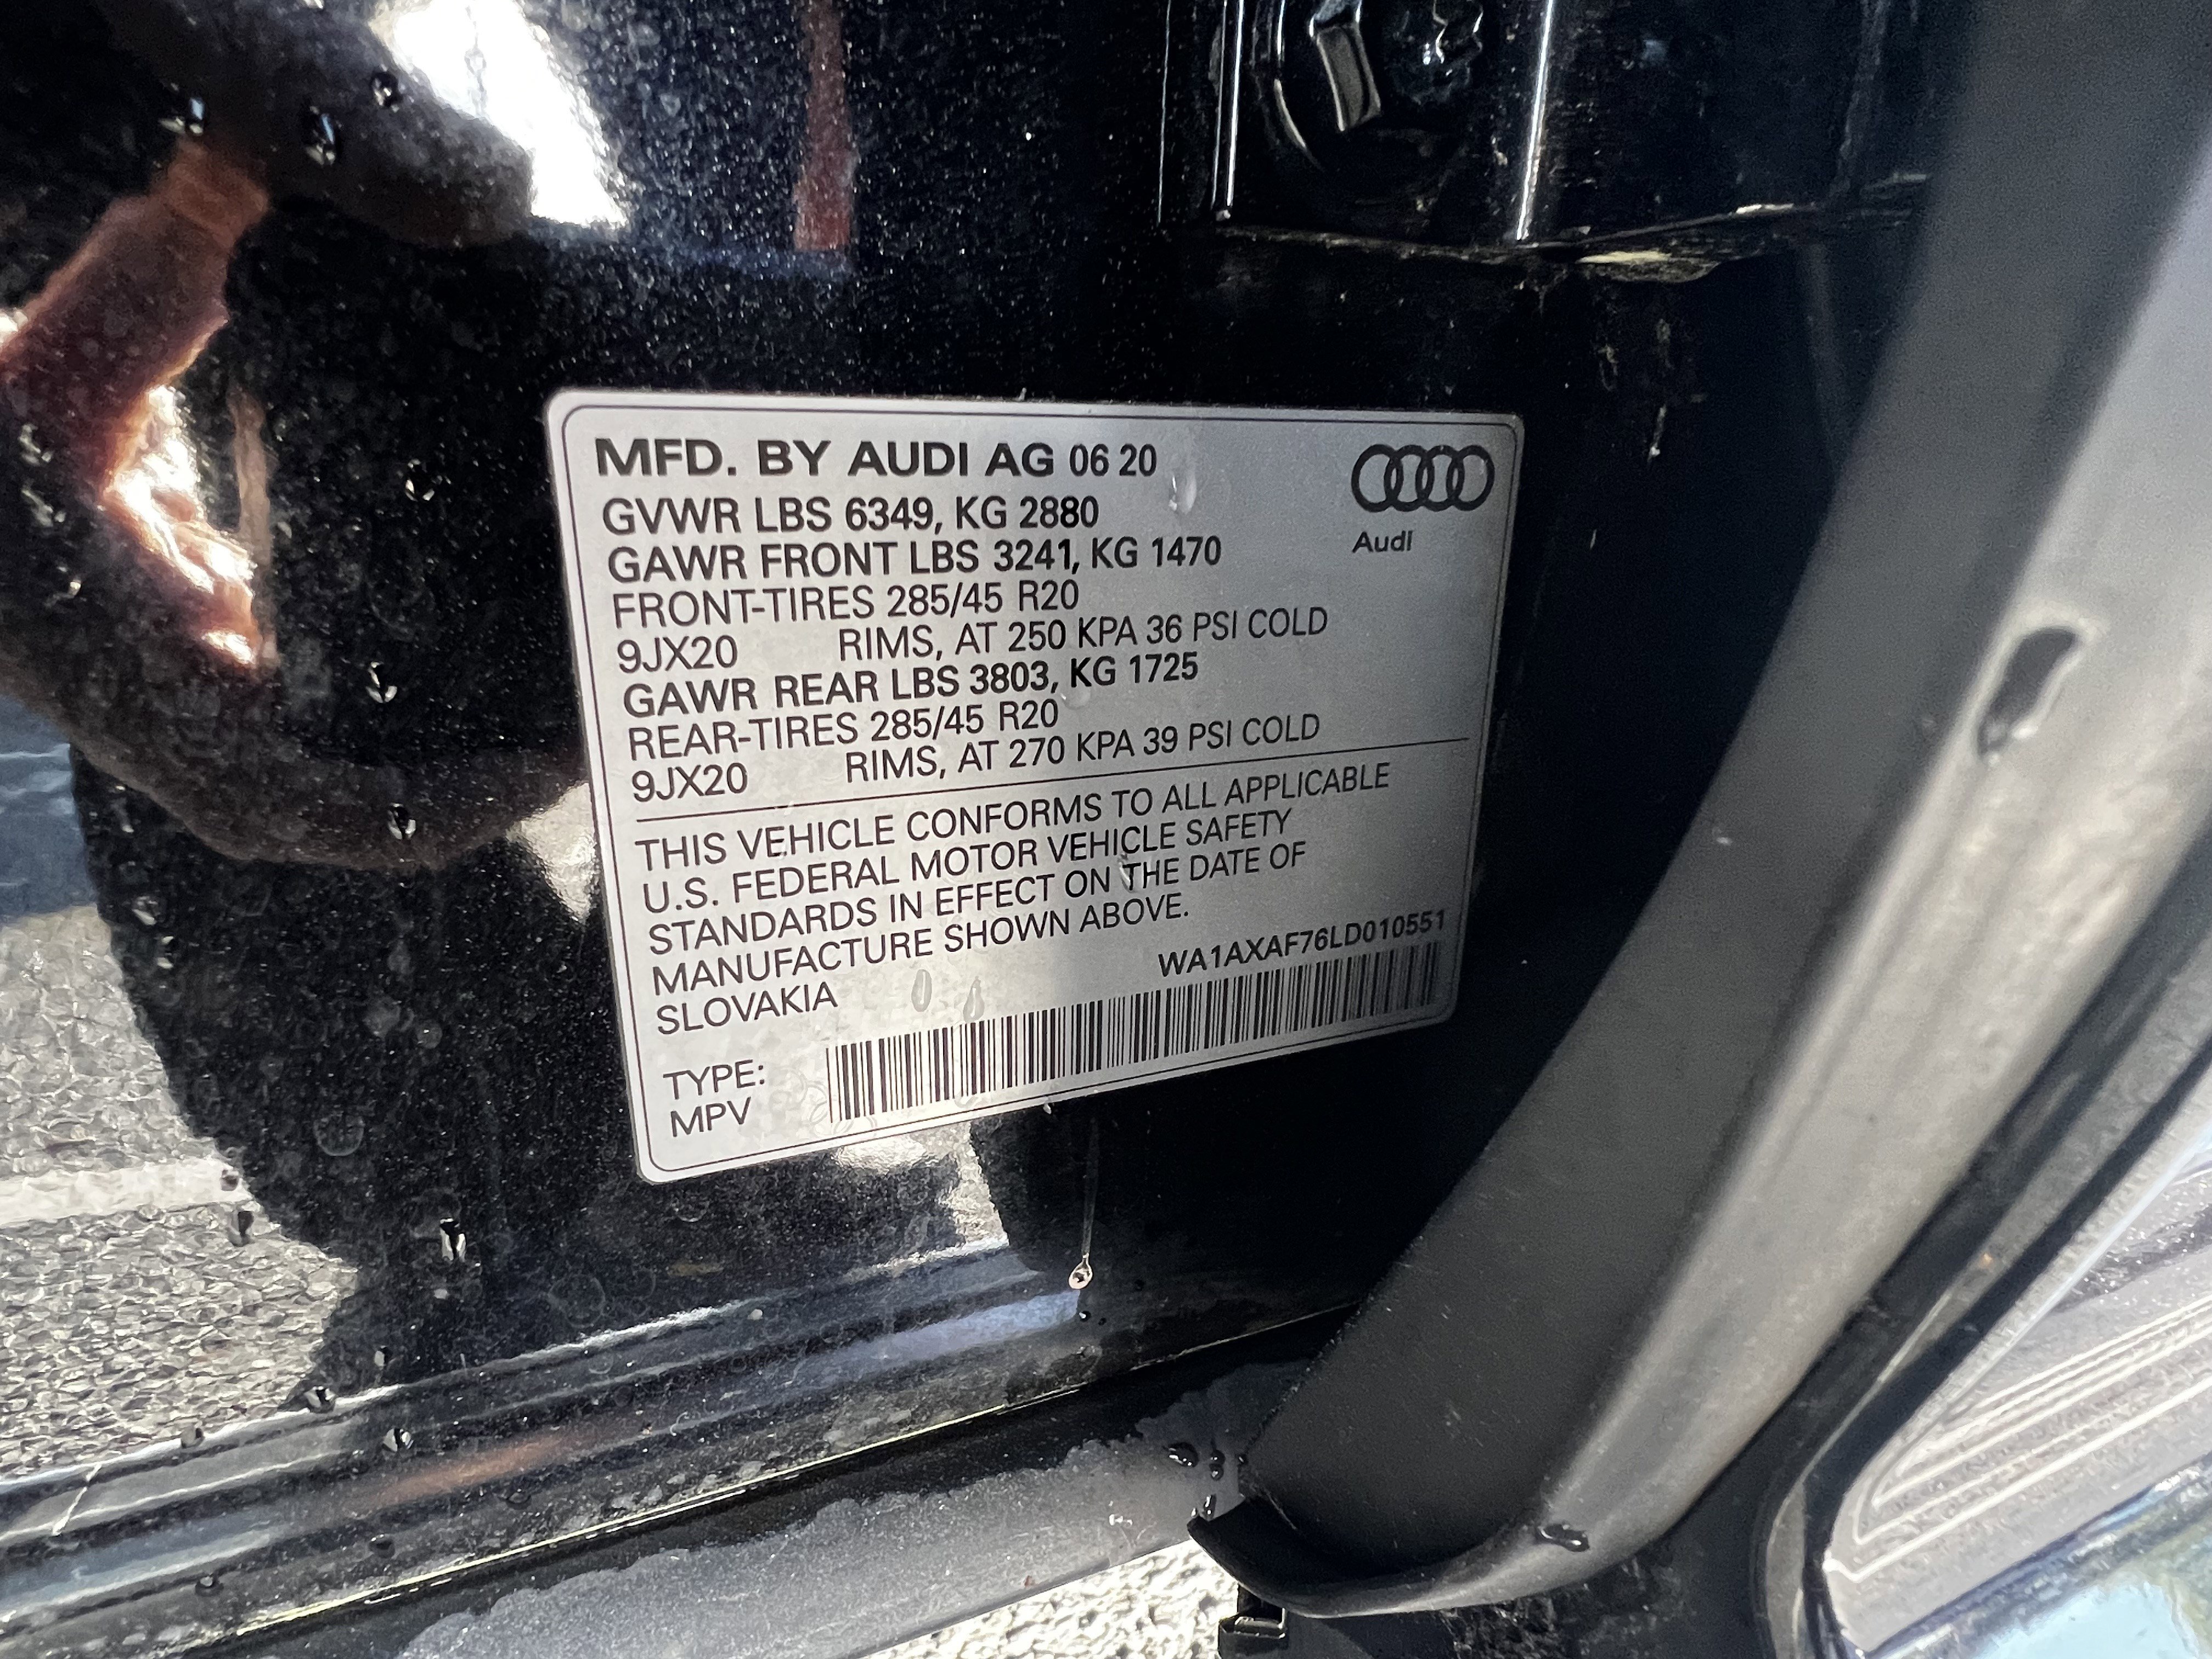 MFD. BY AUDI AG 06 20
GVWR LBS 6349, KG 2880
GAWR FRONT LBS 3241, KG 1470
FRONT-TIRES 285/45 R20
9JX20 RIMS, AT 250 KPA 36 PSI COLD
GAWR REAR LBS 3803, KG 1725
REAR-TIRES 285/45 R20
9JX20 RIMS, AT 270 KPA 39 PSI COLD
Audi
THIS VEHICLE CONFORMS TO ALL APPLICABLE
U.S. FEDERAL MOTOR VEHICLE SAFETY
STANDARDS IN EFFECT ON THE DATE OF
MANUFACTURE SHOWN ABOVE.
SLOVAKIA
WA1AXAF76LD010551
TYPE:
MPV